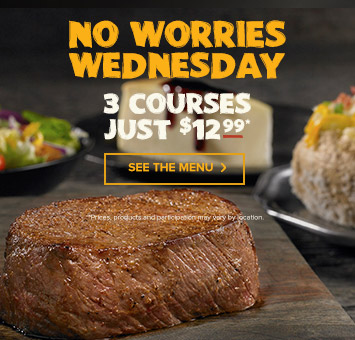 NO WORRIES
WEDNESDAY
3 COURSES
JUST $12.99*
SEE THE MENU >
*Prices, products and participation may vary by location.